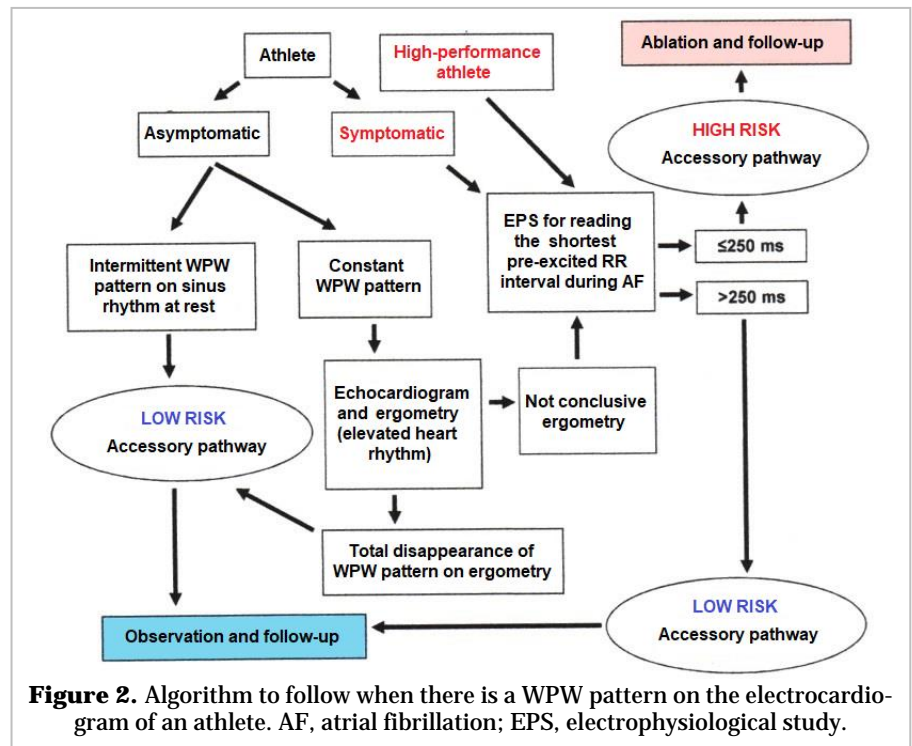 Athlete
High-performance
athlete
Ablation and follow-up
Asymptomatic
Symptomatic
HIGH RISK
Accessory pathway
EPS for reading
the shortest
pre-excited RR
interval during AF
≤250 ms
>250 ms
Intermittent WPW
pattern on sinus
rhythm at rest
Constant
WPW pattern
Echocardiogram
and ergometry
(elevated heart
rhythm)
Not conclusive
ergometry
LOW RISK
Accessory pathway
Total disappearance of
WPW pattern on ergometry
LOW RISK
Accessory pathway
Observation and follow-up
Figure 2. Algorithm to follow when there is a WPW pattern on the electrocardio-
gram of an athlete. AF, atrial fibrillation; EPS, electrophysiological study.